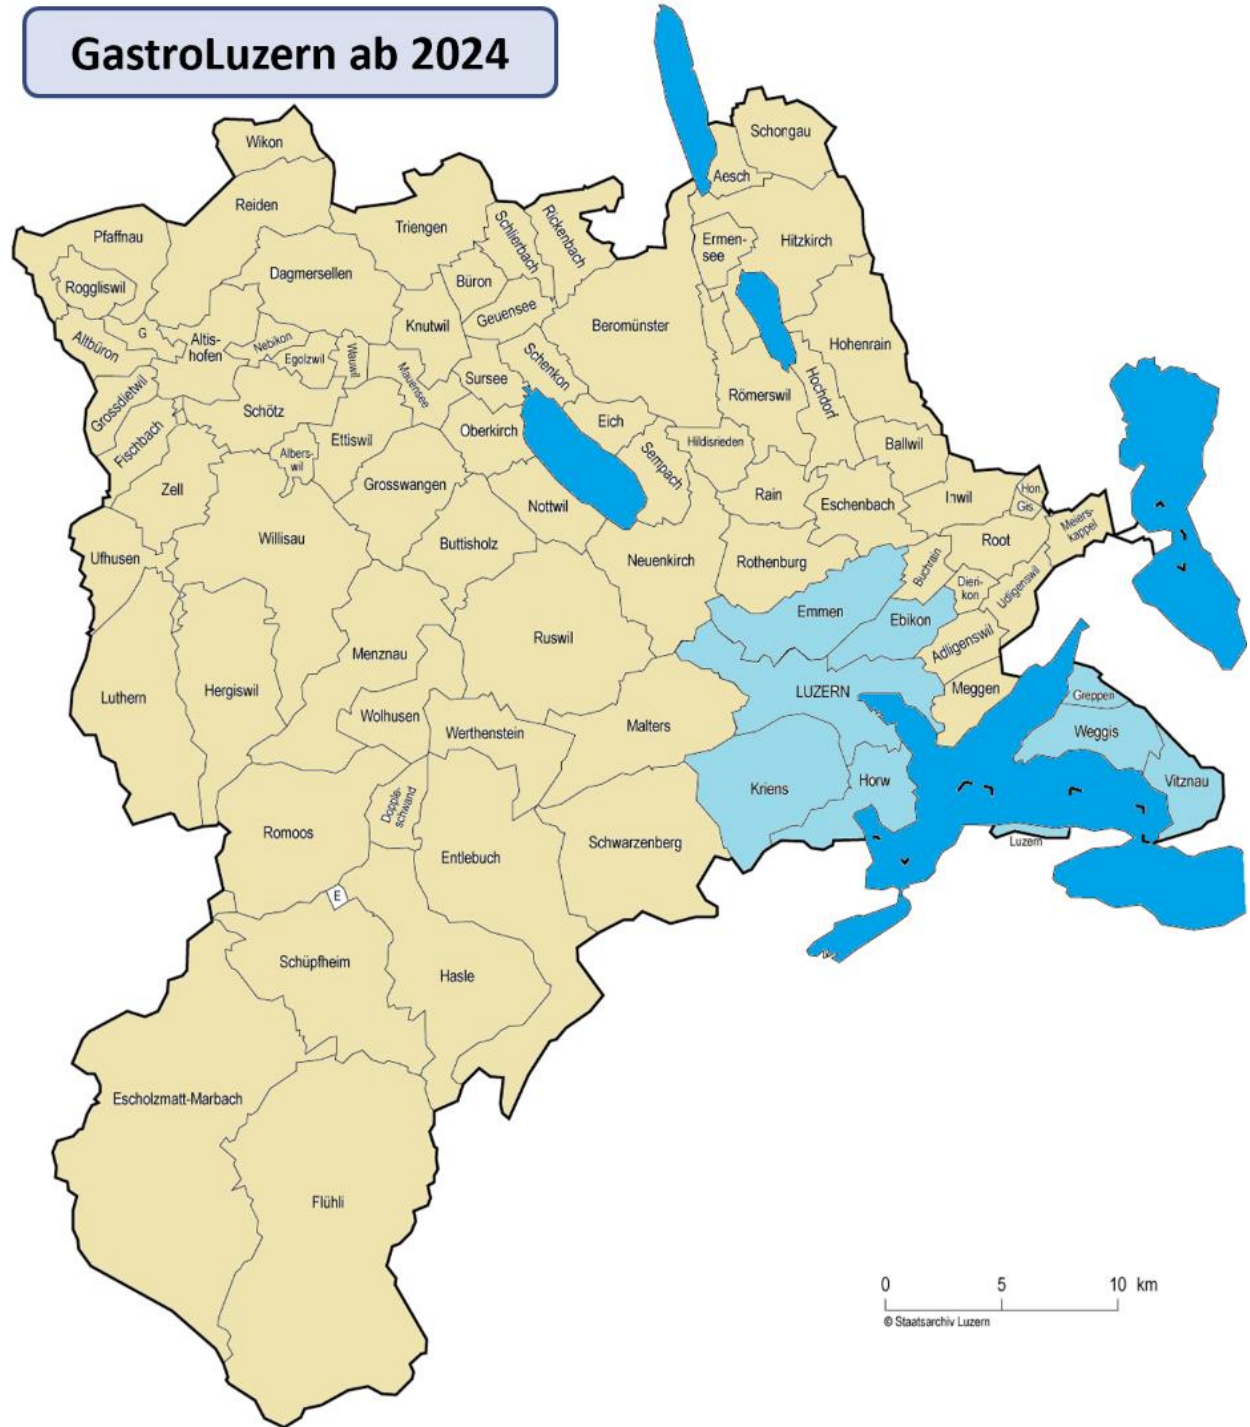 GastroLuzern ab 2024
Schongau
Wikon
Aesch
Reiden
Triengen
Schlierbach
Rickenbach
Pfaffnau
Ermen-
see
Hitzkirch
Dagmersellen
Roggliswil
Büron
Geuensee
Knutwil
Beromünster
G
Altbüron
Altis-
hofen
Nebikon
Egolzwil
Wauwil
Mauensee
Hohenrain
Schenkon
Sursee
Römerswil
Hochdorf
Grossdietwil
Schötz
Fischbach
Eich
Oberkirch
Ettiswil
Albers-
wil
Hildisrieden
Ballwil
Sempach
Zell
Grosswangen
Rain
Eschenbach
Inwil
Hon.
Gis.
Nottwil
Meiers-
kappel
Willisau
Buttisholz
Root
Ufhusen
Neuenkirch
Rothenburg
Buchrain
Dieri-
kon
Udligenswil
Emmen
Ebikon
Ruswil
Adligenswil
Menznau
Luthern
Hergiswil
LUZERN
Meggen
Greppen
Wolhusen
Werthenstein
Malters
Weggis
Kriens
Horw
Vitznau
Dopple-
schwand
Romoos
Schwarzenberg
Luzern
Entlebuch
E
Schüpfheim
Hasle
Escholzmatt-Marbach
Flühli
0 5 10 km
© Staatsarchiv Luzern